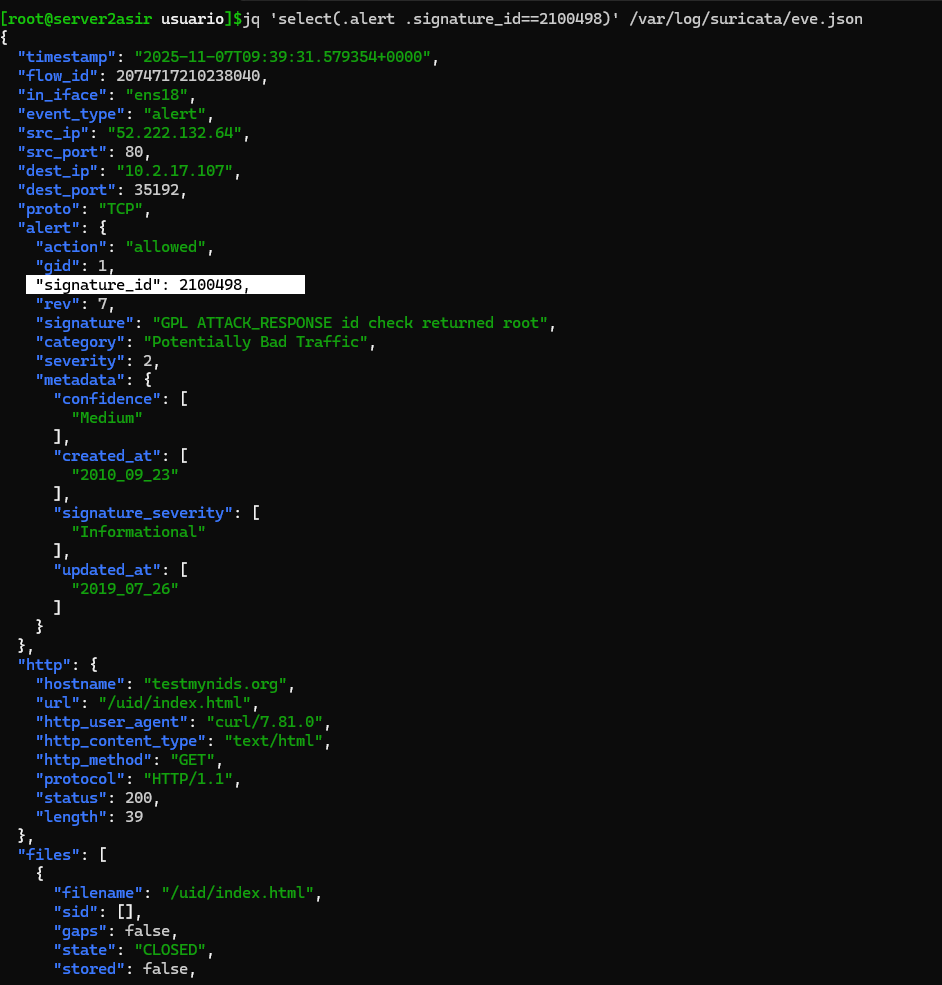 [root@server2asir usuario]$jq 'select(.alert .signature_id==2100498)' /var/log/suricata/eve.json
{
  "timestamp": "2025-11-07T09:39:31.579354+0000",
  "flow_id": 2074717210238040,
  "in_iface": "ens18",
  "event_type": "alert",
  "src_ip": "52.222.132.64",
  "src_port": 80,
  "dest_ip": "10.2.17.107",
  "dest_port": 35192,
  "proto": "TCP",
  "alert": {
    "action": "allowed",
    "gid": 1,
    "signature_id": 2100498,
    "rev": 7,
    "signature": "GPL ATTACK_RESPONSE id check returned root",
    "category": "Potentially Bad Traffic",
    "severity": 2,
    "metadata": {
      "confidence": [
        "Medium"
      ],
      "created_at": [
        "2010_09_23"
      ],
      "signature_severity": [
        "Informational"
      ],
      "updated_at": [
        "2019_07_26"
      ]
    }
  },
  "http": {
    "hostname": "testmynids.org",
    "url": "/uid/index.html",
    "http_user_agent": "curl/7.81.0",
    "http_content_type": "text/html",
    "http_method": "GET",
    "protocol": "HTTP/1.1",
    "status": 200,
    "length": 39
  },
  "files": [
    {
      "filename": "/uid/index.html",
      "sid": [],
      "gaps": false,
      "state": "CLOSED",
      "stored": false,